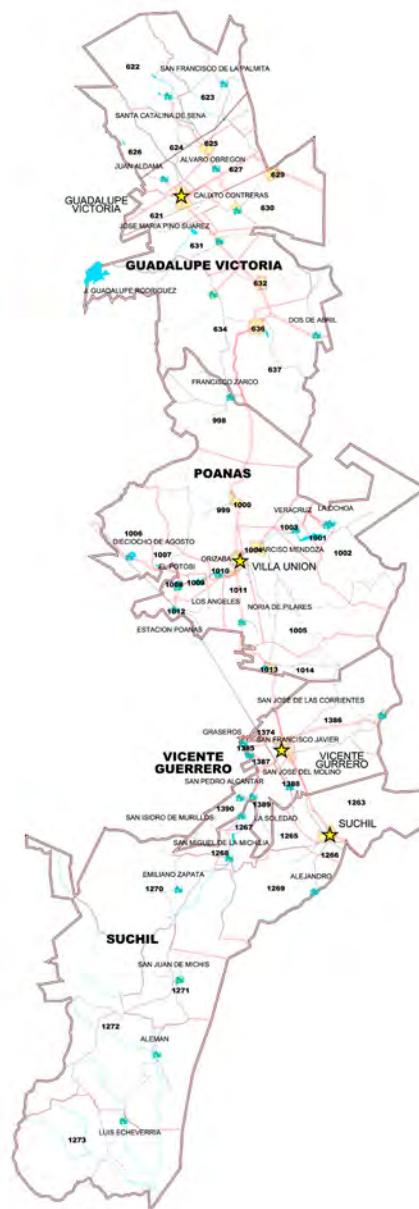 622
SAN FRANCISCO DE LA PALMITA
623
SANTA CATALINA DE SENA
624
625
626
ALVARO OBREGON
JUAN ALDAMA
627
629
GUADALUPE
VICTORIA
CALIXTO CONTRERAS
621
630
JOSE MARIA PINO SUAREZ
631
GUADALUPE VICTORIA
632
J. GUADALUPE RODRIGUEZ
634
636
DOS DE ABRIL
637
FRANCISCO ZARCO
998
POANAS
999
1000
VERACRUZ
LA OCHOA
1003
1001
1006
DIECIOCHO DE AGOSTO
1007
ORIZABA
1004
NARCISO MENDOZA
1002
EL POTOSI
1010
VILLA UNION
1008
1009
1011
LOS ANGELES
1012
NORIA DE PILARES
ESTACION POANAS
1005
1013
1014
SAN JOSE DE LAS CORRIENTES
1386
GRASEROS
1374
SAN FRANCISCO JAVIER
1385
VICENTE
GUERRERO
1387
VICENTE
GURRERO
SAN JOSE DEL MOLINO
SAN PEDRO ALCANTAR
1388
1390
1389
1263
SAN ISIDRO DE MURILLOS
LA SOLEDAD
1267
1265
SUCHIL
SAN MIGUEL DE LA MICHILIA
1268
1266
EMILIANO ZAPATA
1270
1269
ALEJANDRO
SUCHIL
SAN JUAN DE MICHIS
1271
1272
ALEMAN
LUIS ECHEVERRIA
1273